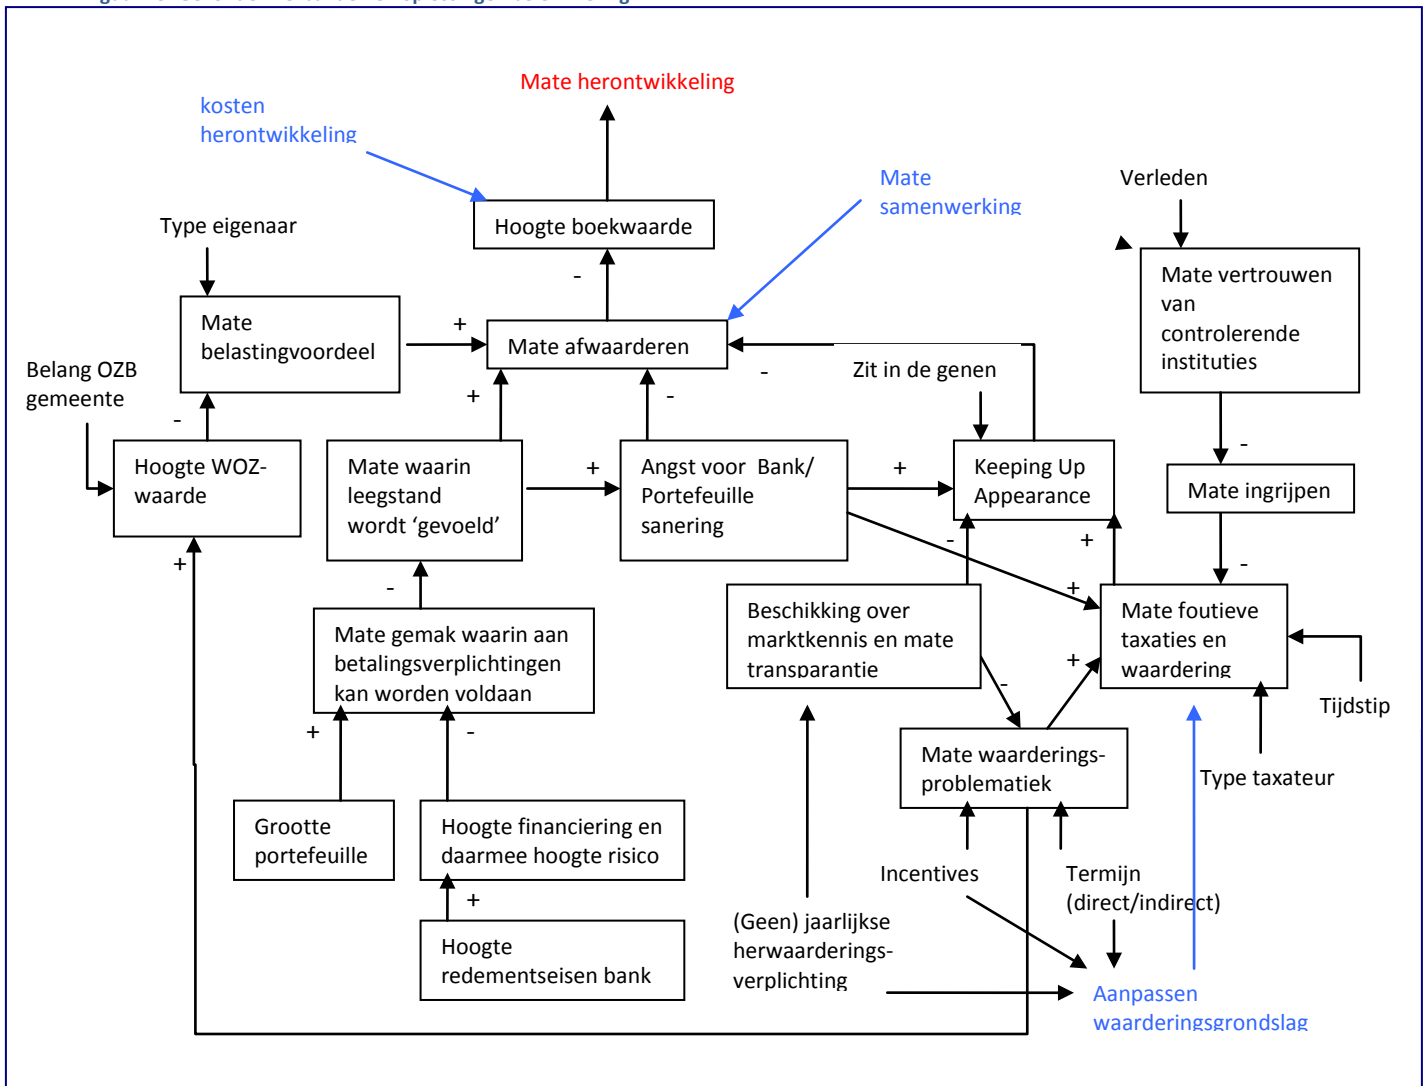 Mate herontwikkeling
kosten
herontwikkeling
Mate
samenwerking
Verleden
Type eigenaar
Hoogte boekwaarde
-
Mate vertrouwen
van
controlerende
instituties
Mate
belastingvoordeel
+
Mate afwaarderen
-
Belang OZB
gemeente
Zit in de genen
-
+
-
-
Hoogte WOZ-
waarde
Mate waarin
leegstand
wordt ‘gevoeld’
+
Angst voor Bank/
Portefeuille
sanering
+
Keeping Up
Appearance
Mate ingrijpen
+
-
-
+
-
+
Mate gemak waarin aan
betalingsverplichtingen
kan worden voldaan
Beschikking over
marktkennis en mate
transparantie
Mate foutieve
taxaties en
waardering
+
-
+
-
Tijdstip
Mate waarderings-
problematiek
Type taxateur
Grootte
portefeuille
Hoogte financiering en
daarmee hoogte risico
+
Incentives
Termijn
(direct/indirect)
(Geen) jaarlijkse
herwaarderings-
verplichting
Hoogte
redementseisen bank
Aanpassen
waarderingsgrondslag